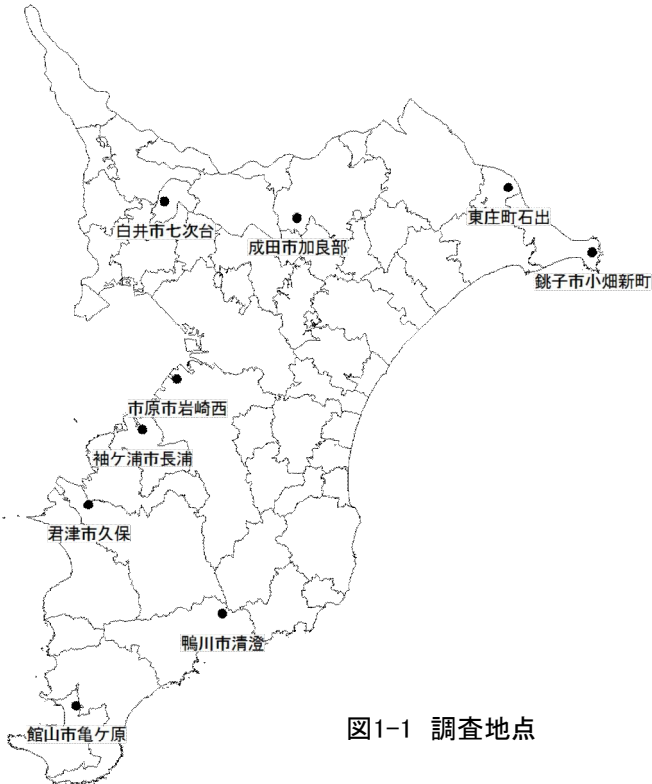 東庄町石出
白井市七次台
成田市加良部
銚子市小畑新町
市原市岩崎西
袖ケ浦市長浦
君津市久保
鴨川市清澄
館山市亀ケ原
図1-1 調査地点